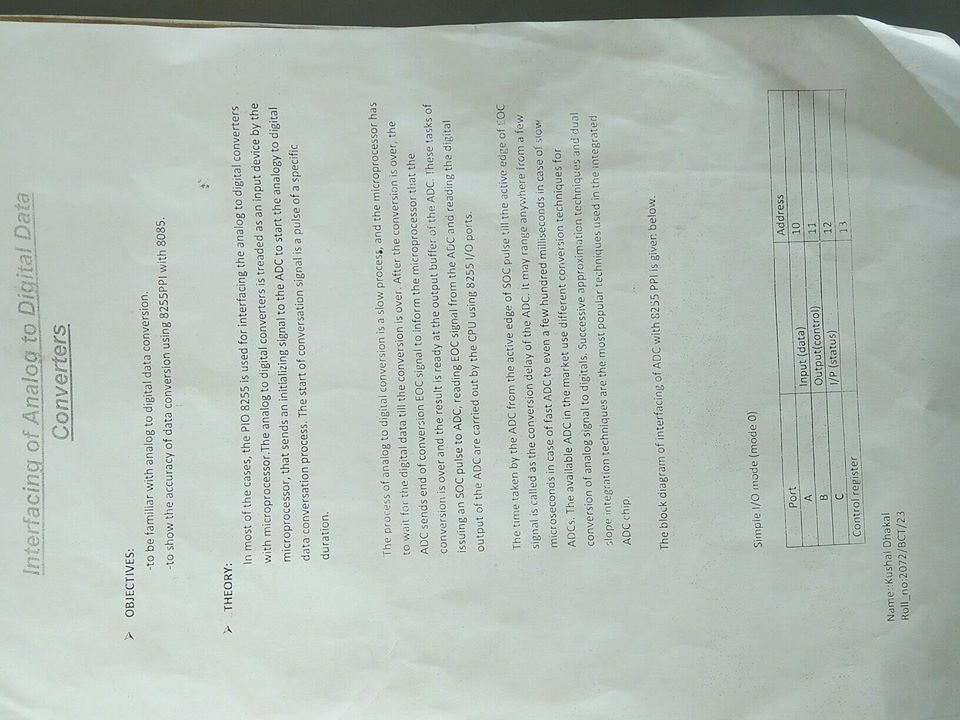 Interfacing of Analog to Digital Data
Converters
➢ OBJECTIVES:
-to be familiar with analog to digital data conversion.
-to show the accuracy of data conversion using 8255PPI with 8085.
➢ THEORY:
In most of the cases, the PIO 8255 is used for interfacing the analog to digital converters
with microprocessor.The analog to digital converters is treaded as an input device by the
microprocessor, that sends an initializing signal to the ADC to start the analogy to digital
data conversation process. The start of conversation signal is a pulse of a specific
duration.
The process of analog to digital conversion is a slow process, and the microprocessor has
to wait for the digital data till the conversion is over. After the conversion is over, the
ADC sends end of conversion EOC signal to inform the microprocessor that the
conversion is over and the result is ready at the output buffer of the ADC. These tasks of
issuing an SOC pulse to ADC, reading EOC signal from the ADC and reading the digital
output of the ADC are carried out by the CPU using 8255 I/O ports.
The time taken by the ADC from the active edge of SOC pulse till the active edge of EOC
signal is called as the conversion delay of the ADC. It may range anywhere from a few
microseconds in case of fast ADC to even a few hundred milliseconds in case of slow
ADCs. The available ADC in the market use different conversion techniques for
conversion of analog signal to digitals. Successive approximation techniques and dual
slope integration techniques are the most popular techniques used in the integrated
ADC chip.
The block diagram of interfacing of ADC with 8255 PPI is given below.
Simple I/O mode (mode 0)
Port Address
A Input (data) 10
B Output(control) 11
C I/P (status) 12
Control register 13
Name::Kushal Dhakal
Roll_no:2072/BCT/23